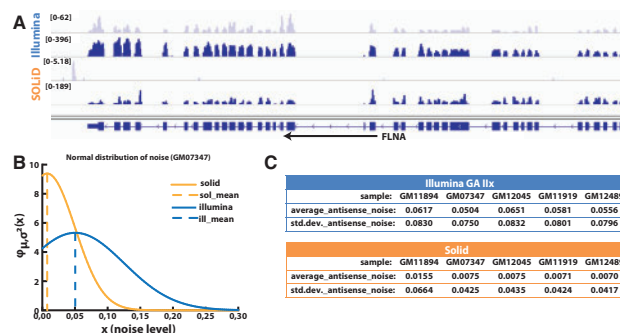 A
Illumina
SOLiD
[0-62]
[0-396]
[0-5.18]
[0-189]
FLNA
B
Normal distribution of noise (GM07347)
φμ,σ²(x)
10
8
6
4
2
0
solid
sol_mean
illumina
ill_mean
0 0,05 0,10 0,15 0,20 0,25 0,30
x (noise level)
C
Illumina GA IIx
sample: GM11894 GM07347 GM12045 GM11919 GM12489
average_antisense_noise: 0.0617 0.0504 0.0651 0.0581 0.0556
std.dev._antisense_noise: 0.0830 0.0750 0.0832 0.0801 0.0796
Solid
sample: GM11894 GM07347 GM12045 GM11919 GM12489
average_antisense_noise: 0.0155 0.0075 0.0075 0.0071 0.0070
std.dev._antisense_noise: 0.0664 0.0425 0.0435 0.0424 0.0417